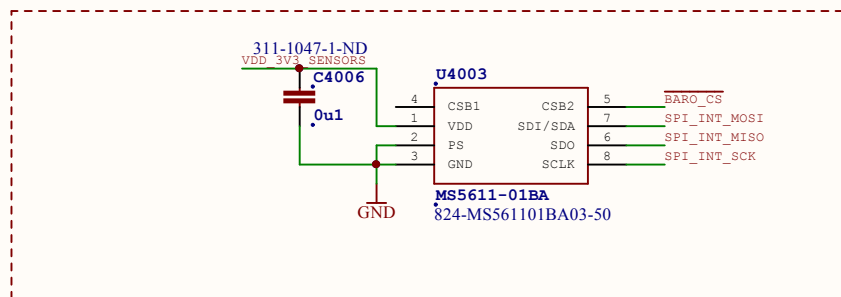 311-1047-1-ND
VDD_3V3_SENSORS
C4006
0u1
GND
U4003
4 CSB1 CSB2 5 BARO_CS
1 VDD SDI/SDA 7 SPI_INT_MOSI
2 PS SDO 6 SPI_INT_MISO
3 GND SCLK 8 SPI_INT_SCK
MS5611-01BA
824-MS561101BA03-50